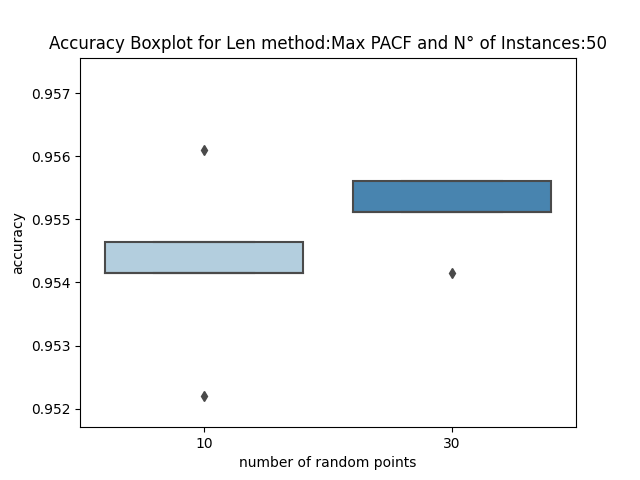 Accuracy Boxplot for Len method:Max PACF and N° of Instances:50
0.957
0.956
0.955
0.954
0.953
0.952
accuracy
10 30
number of random points